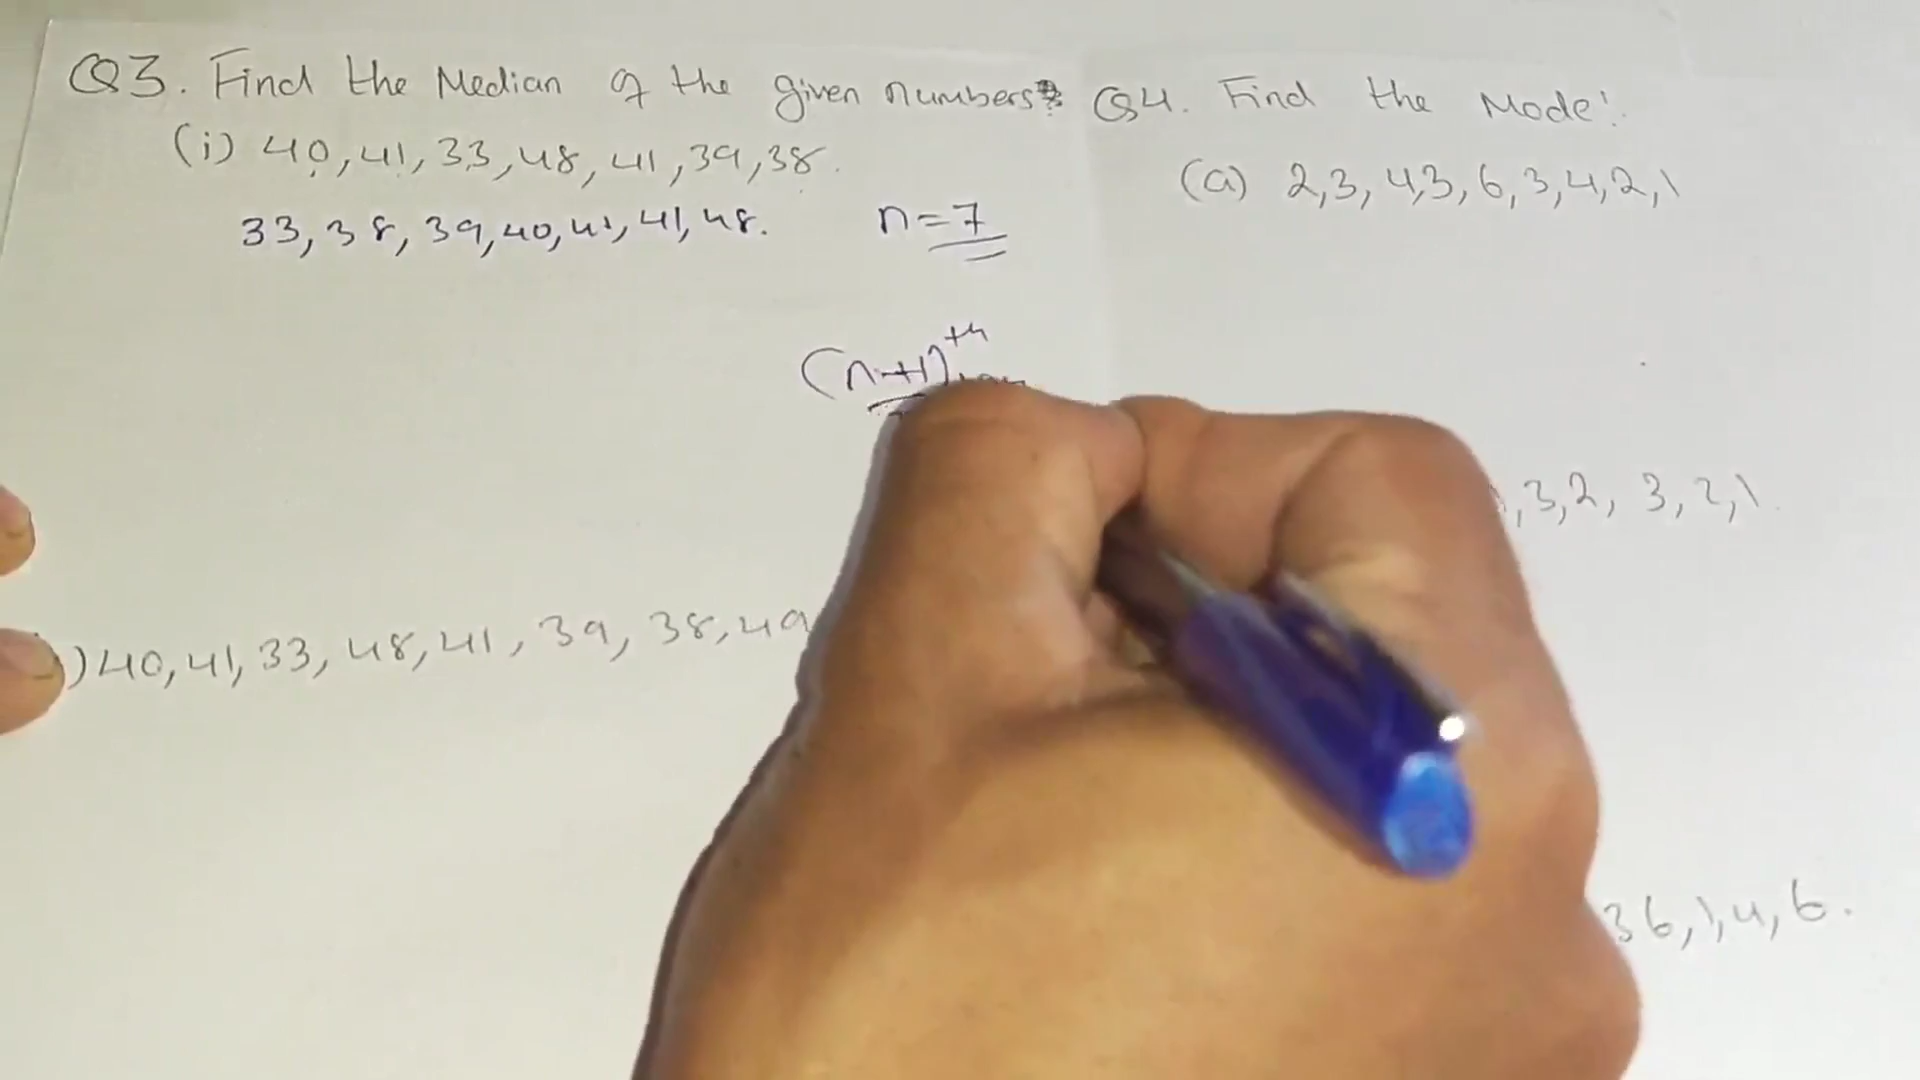 Q3. Find the Median of the given numbers
(i) 40, 41, 33, 48, 41, 39, 38.
33, 38, 39, 40, 41, 41, 48. n=7
(n+1)th
) 40, 41, 33, 48, 41, 39, 38, 49
Q4. Find the Mode:
(a) 2,3, 4,3, 6, 3, 4, 2, 1
,3,2, 3, 2, 1.
36, 1, 4, 6.